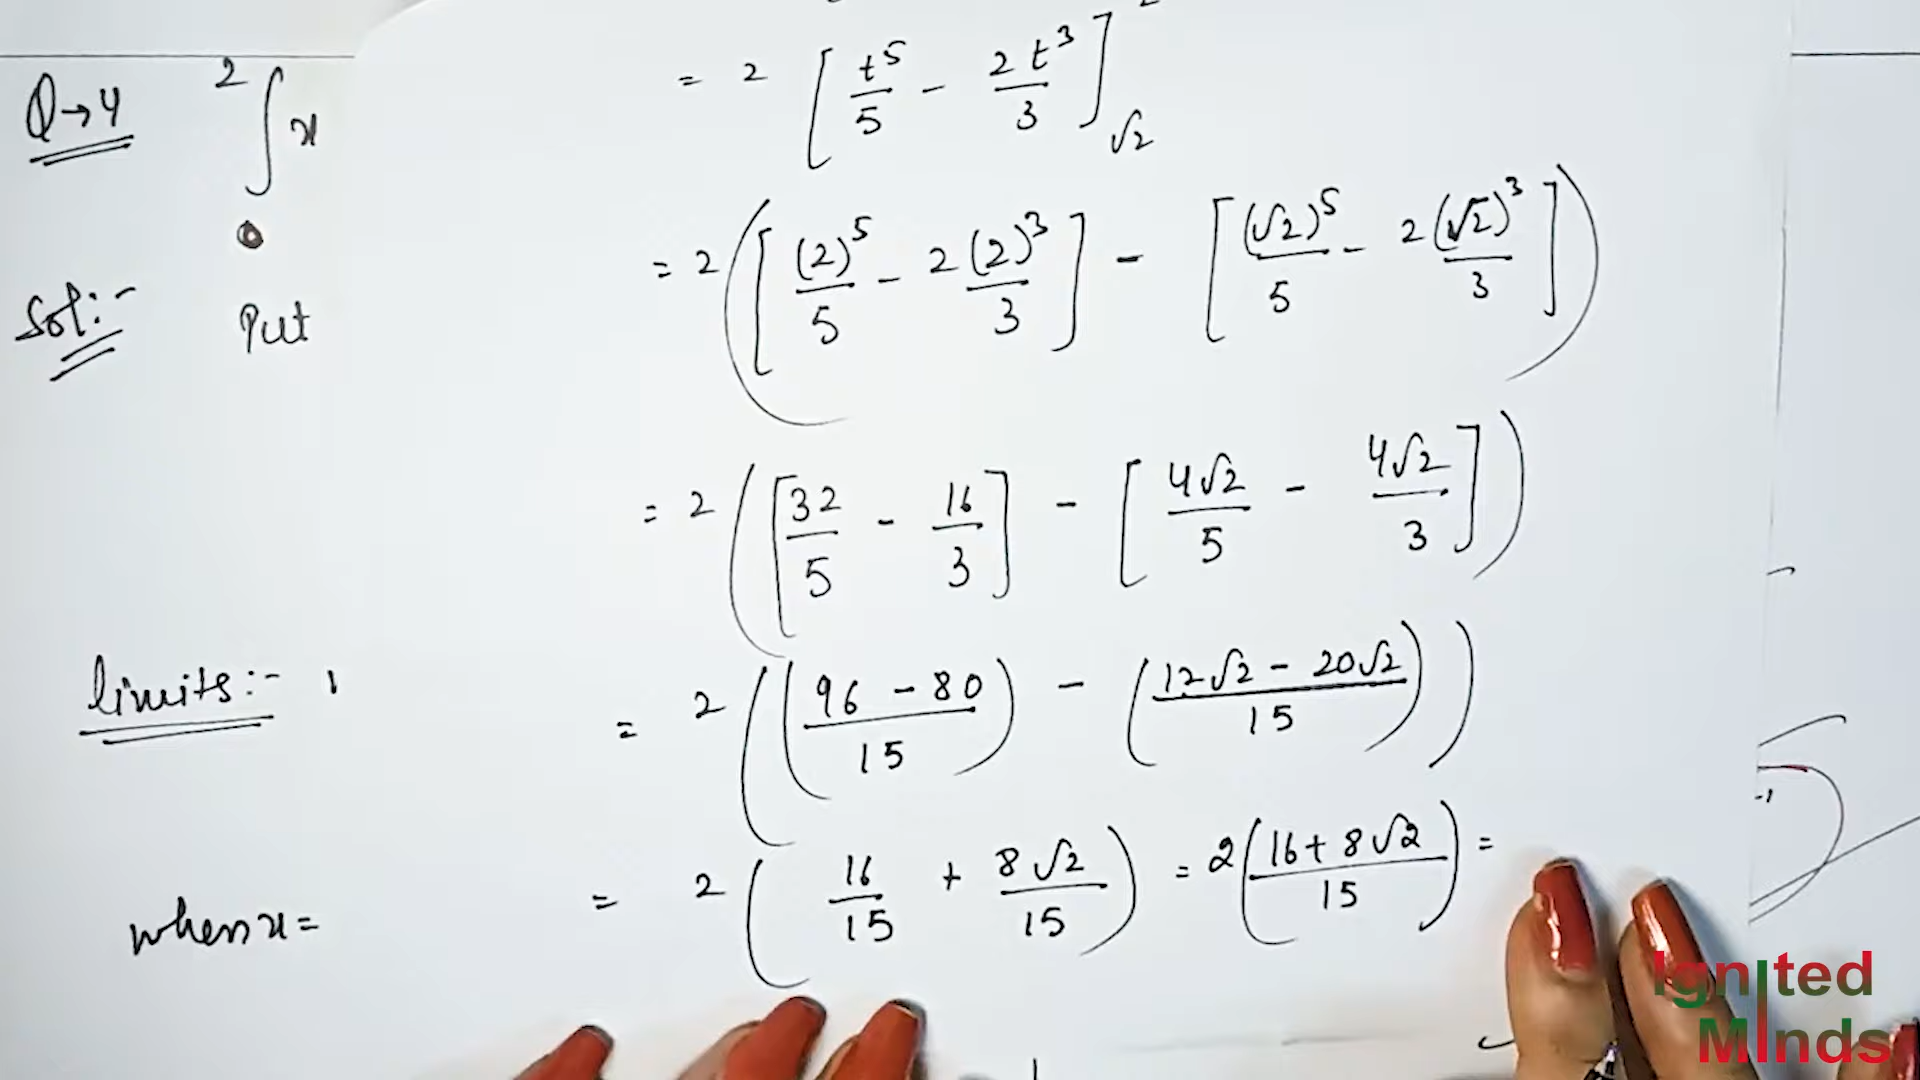 Q→4 2∫0 x
Sol:- Put
limits:-
when x=
= 2 [t⁵/5 - 2t³/3]√2
= 2([(2)⁵/5 - 2(2)³/3] - [(√2)⁵/5 - 2(√2)³/3])
= 2([32/5 - 16/3] - [4√2/5 - 4√2/3])
= 2((96 - 80/15) - (12√2 - 20√2/15))
= 2(16/15 + 8√2/15) = 2(16 + 8√2/15) =
Ignited
Minds